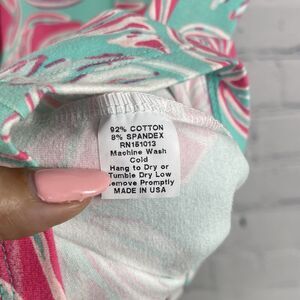 92% COTTON
8% SPANDEX
RN151013
Machine Wash
Cold
Hang to Dry or
Tumble Dry Low
emove Promptly
MADE IN USA